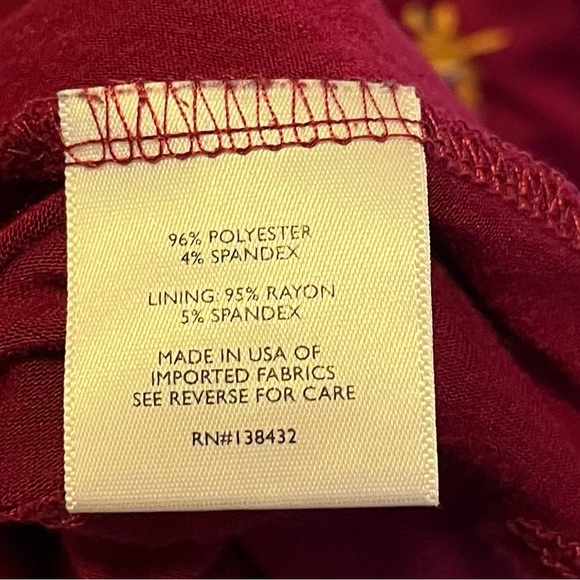 96% POLYESTER
4% SPANDEX
LINING: 95% RAYON
5% SPANDEX
MADE IN USA OF
IMPORTED FABRICS
SEE REVERSE FOR CARE
RN#138432